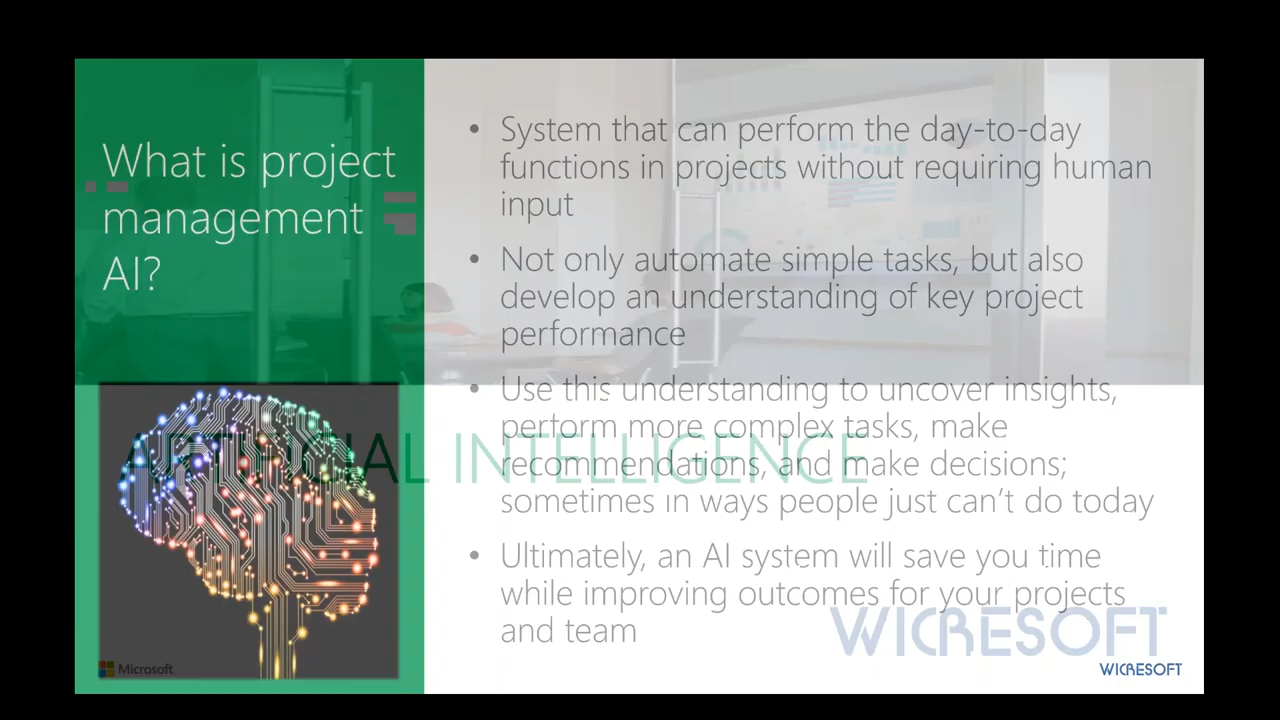 What is project
management
AI?
• System that can perform the day-to-day
functions in projects without requiring human
input
• Not only automate simple tasks, but also
develop an understanding of key project
performance
• Use this understanding to uncover insights,
perform more complex tasks, make
recommendations, and make decisions;
sometimes in ways people just can't do today
• Ultimately, an AI system will save you time
while improving outcomes for your projects
and team
ARTIFICIAL INTELLIGENCE
WICRESOFT
Microsoft
WICRESOFT